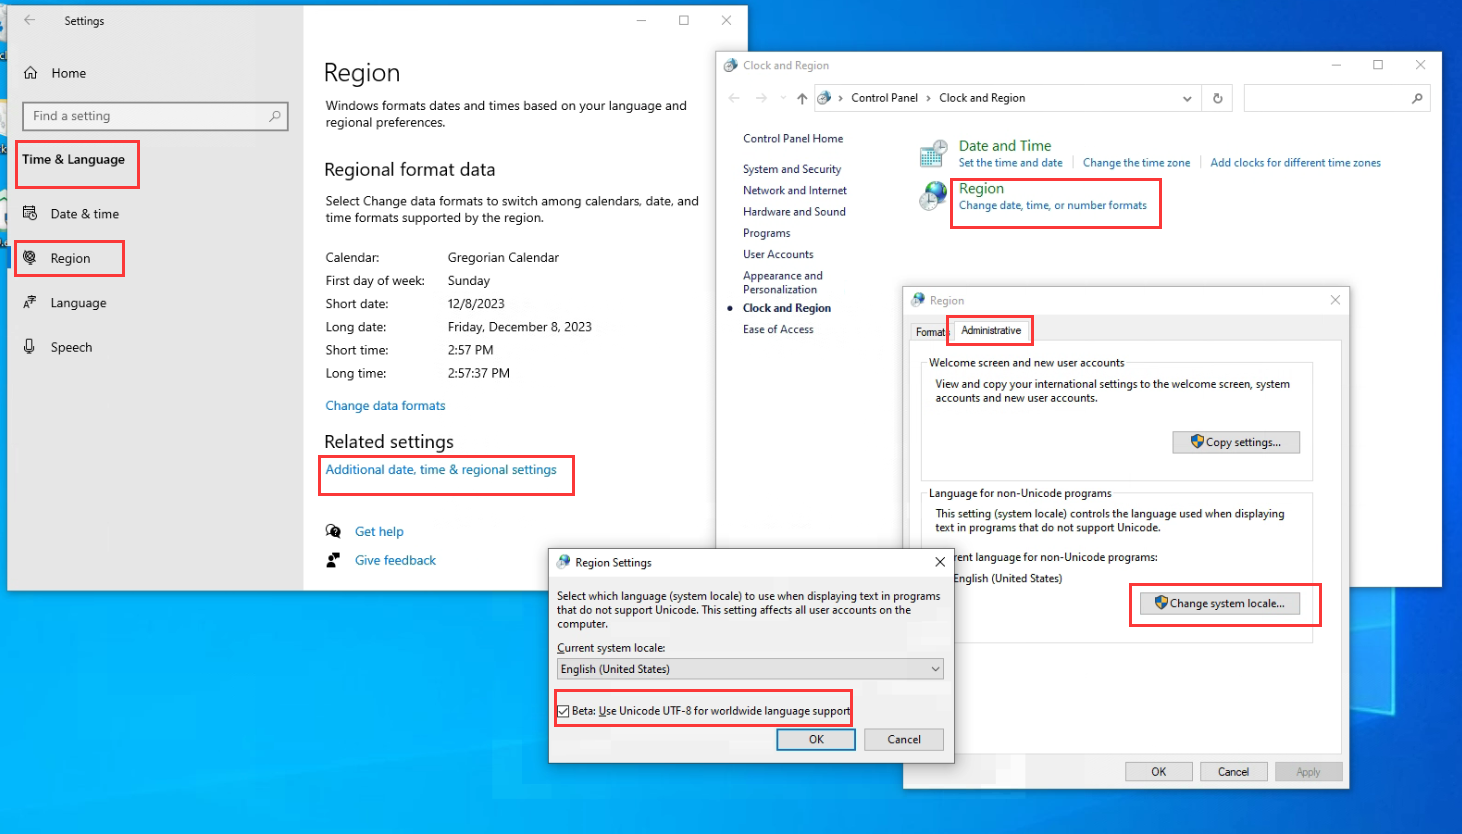 Settings
Home
Find a setting
Time & Language
Date & time
Region
Language
Speech
Region
Windows formats dates and times based on your language and
regional preferences.
Regional format data
Select Change data formats to switch among calendars, date, and
time formats supported by the region.
Calendar: Gregorian Calendar
First day of week: Sunday
Short date: 12/8/2023
Long date: Friday, December 8, 2023
Short time: 2:57 PM
Long time: 2:57:37 PM
Change data formats
Related settings
Additional date, time & regional settings
Get help
Give feedback
Clock and Region
Control Panel › Clock and Region
Control Panel Home
System and Security
Network and Internet
Hardware and Sound
Programs
User Accounts
Appearance and
Personalization
Clock and Region
Ease of Access
Date and Time
Set the time and date Change the time zone Add clocks for different time zones
Region
Change date, time, or number formats
Region
Formats Administrative
Welcome screen and new user accounts
View and copy your international settings to the welcome screen, system
accounts and new user accounts.
Copy settings...
Language for non-Unicode programs
This setting (system locale) controls the language used when displaying
text in programs that do not support Unicode.
rent language for non-Unicode programs:
English (United States)
Change system locale...
OK Cancel Apply
Region Settings
Select which language (system locale) to use when displaying text in programs
that do not support Unicode. This setting affects all user accounts on the
computer.
Current system locale:
English (United States)
Beta: Use Unicode UTF-8 for worldwide language support
OK Cancel